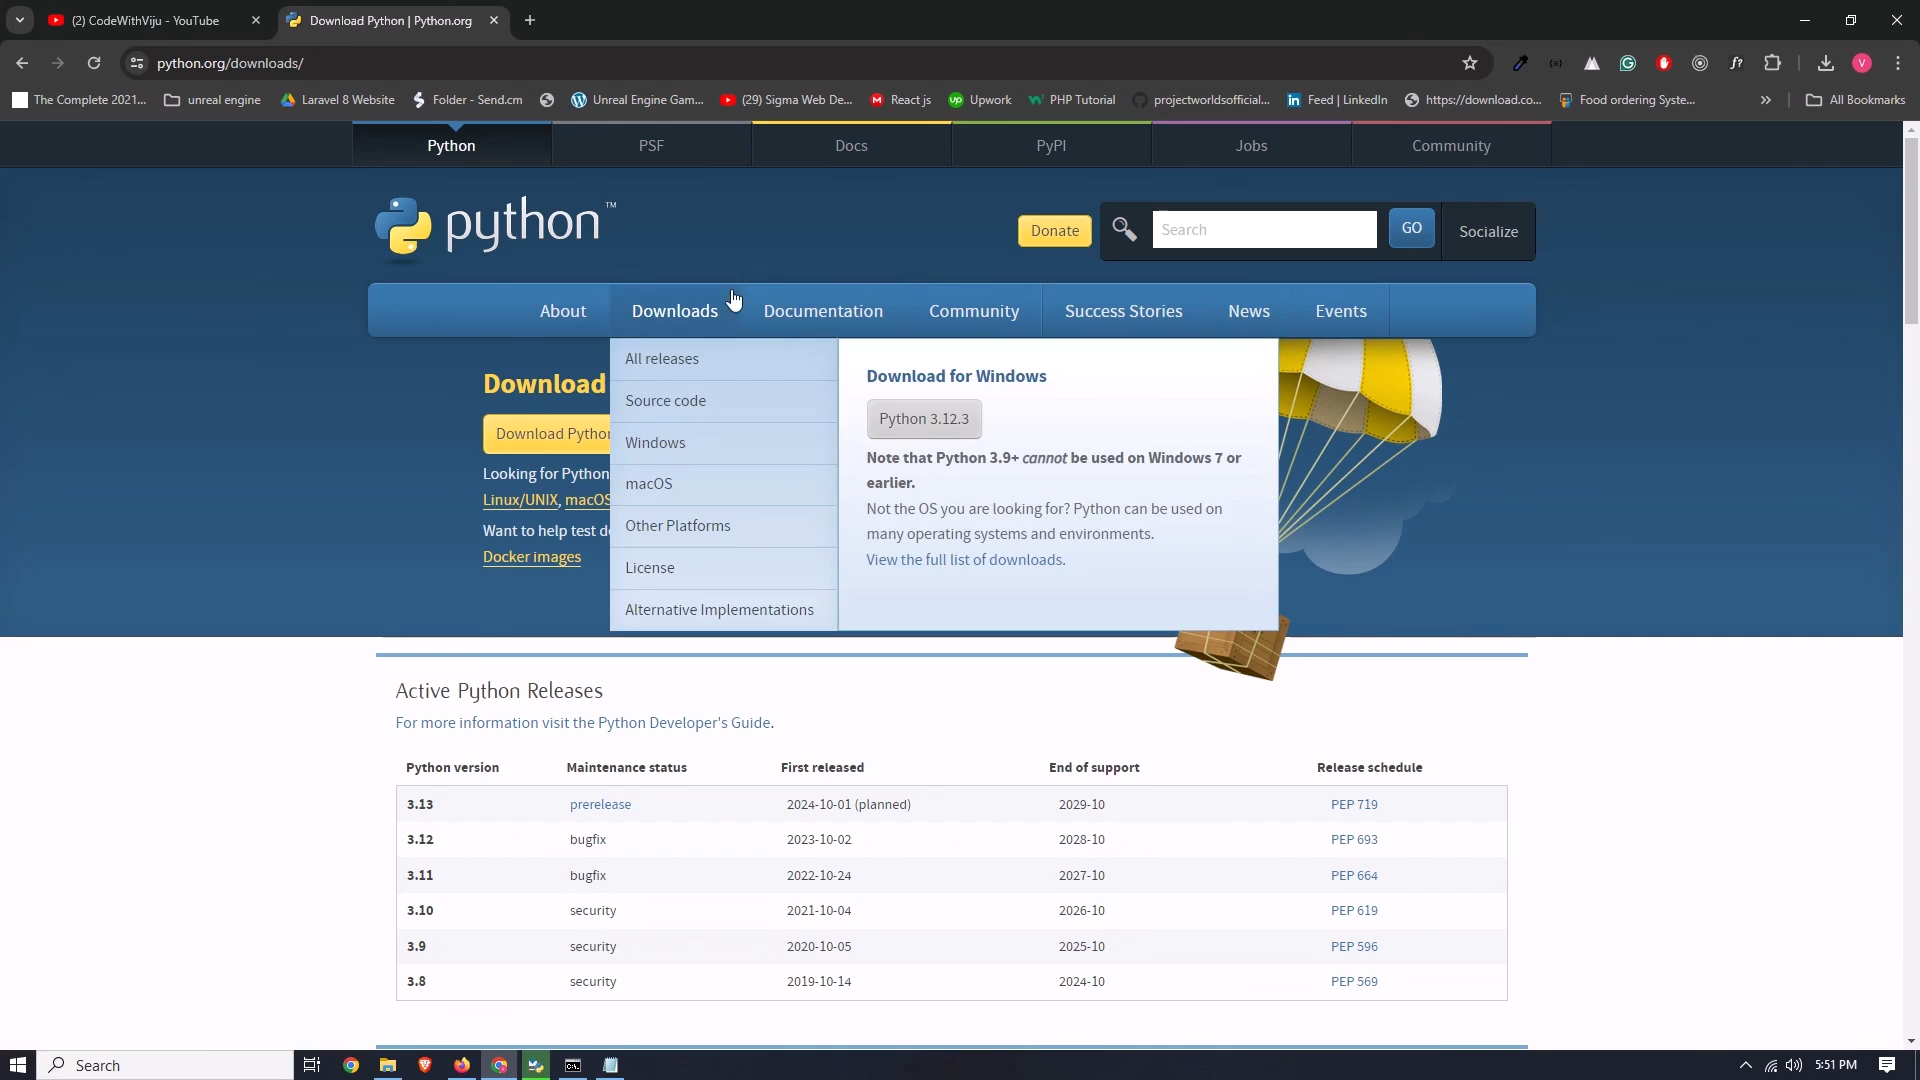 (2) CodeWithViju - YouTube
Download Python | Python.org
python.org/downloads/
The Complete 2021...
unreal engine
Laravel 8 Website
Folder - Send.cm
Unreal Engine Gam...
(29) Sigma Web De...
React js
Upwork
PHP Tutorial
projectworldsofficial...
Feed | LinkedIn
https://download.co...
Food ordering Syste...
All Bookmarks
Python
PSF
Docs
PyPI
Jobs
Community
python™
Donate
Search
GO
Socialize
About
Downloads
Documentation
Community
Success Stories
News
Events
Download
Download Python
Looking for Python
Linux/UNIX, macOS
Want to help test de
Docker images
All releases
Source code
Windows
macOS
Other Platforms
License
Alternative Implementations
Download for Windows
Python 3.12.3
Note that Python 3.9+ cannot be used on Windows 7 or
earlier.
Not the OS you are looking for? Python can be used on
many operating systems and environments.
View the full list of downloads.
Active Python Releases
For more information visit the Python Developer's Guide.
Python version Maintenance status First released End of support Release schedule
3.13 prerelease 2024-10-01 (planned) 2029-10 PEP 719
3.12 bugfix 2023-10-02 2028-10 PEP 693
3.11 bugfix 2022-10-24 2027-10 PEP 664
3.10 security 2021-10-04 2026-10 PEP 619
3.9 security 2020-10-05 2025-10 PEP 596
3.8 security 2019-10-14 2024-10 PEP 569
Search
5:51 PM